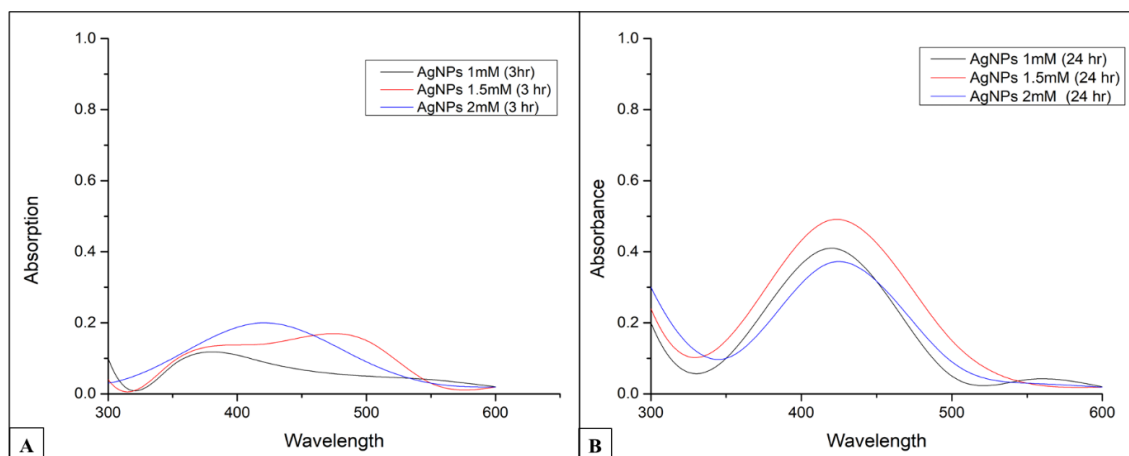 1.0
0.8
0.6
0.4
0.2
0.0
Absorption
AgNPs 1mM (3hr)
AgNPs 1.5mM (3 hr)
AgNPs 2mM (3 hr)
300
400
500
600
Wavelength
A
1.0
0.8
0.6
0.4
0.2
0.0
Absorbance
AgNPs 1mM (24 hr)
AgNPs 1.5mM (24 hr)
AgNPs 2mM (24 hr)
300
400
500
600
Wavelength
B